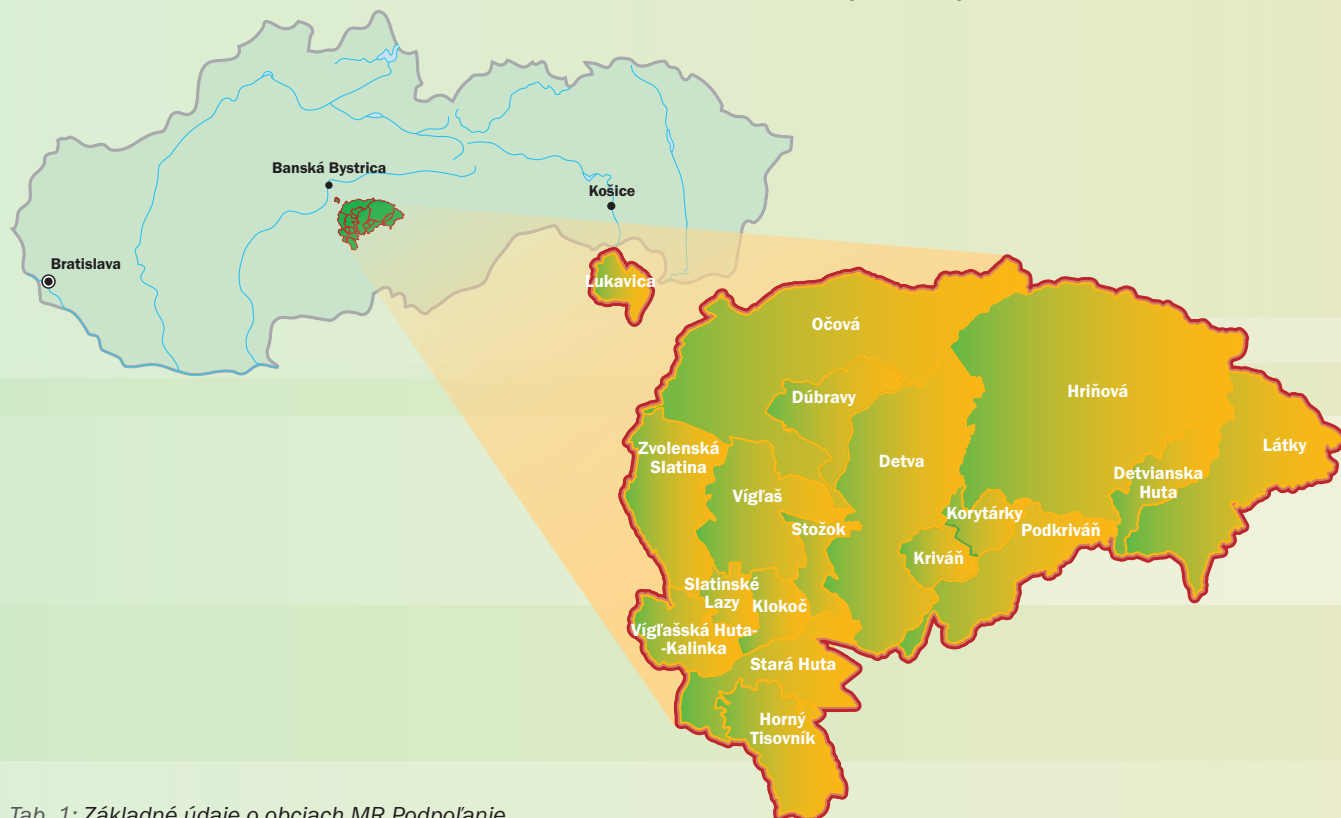 Banská Bystrica
Košice
Bratislava
Lukavica
Očová
Dúbravy
Hriňová
Zvolenská
Slatina
Detva
Látky
Vígľaš
Detvianska
Huta
Korytárky
Stožok
Podkriváň
Kriváň
Slatinské
Lazy
Klokoč
Vígľašská Huta-
-Kalinka
Stará Huta
Horný
Tisovník
Tab. 1: Základné údaje o obciach MR Podpoľanie